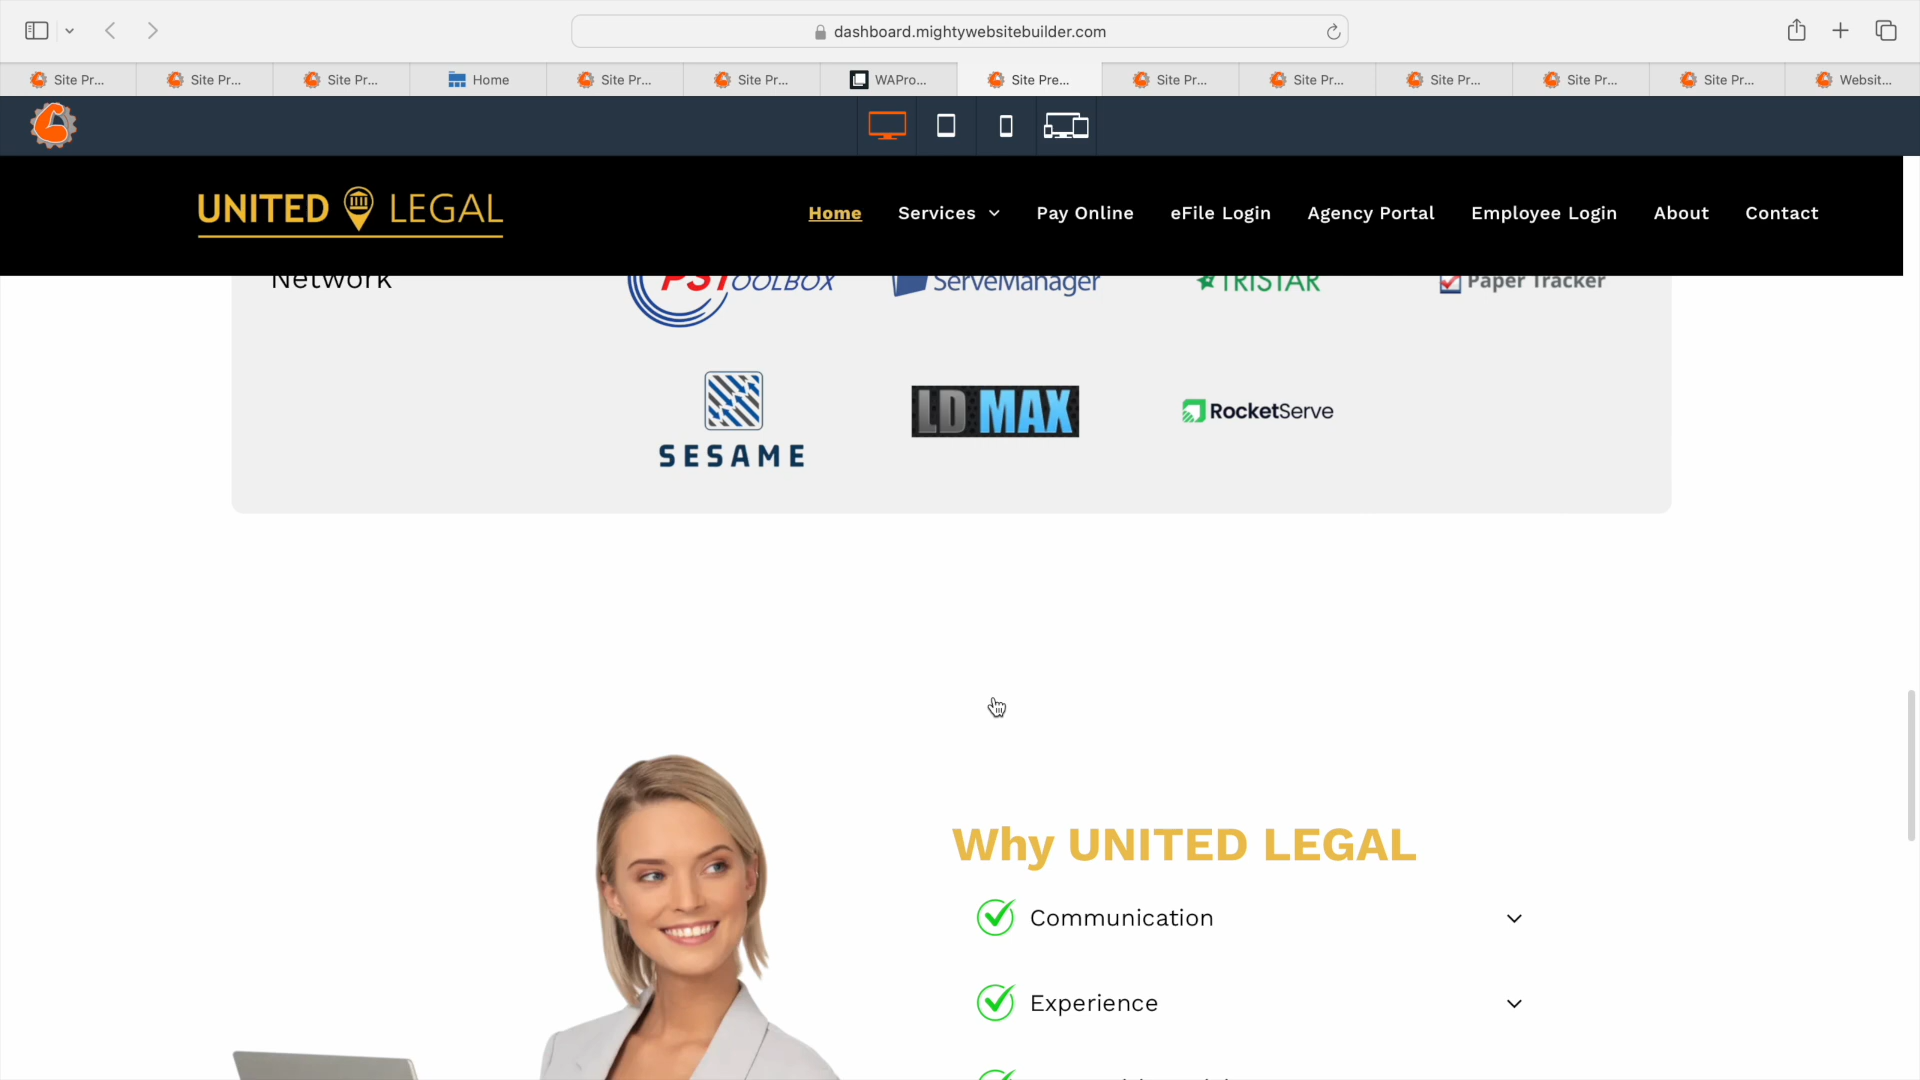 dashboard.mightywebsitebuilder.com
Site Pr...
Site Pr...
Site Pr...
Home
Site Pr...
Site Pr...
WAPro...
Site Pre...
Site Pr...
Site Pr...
Site Pr...
Site Pr...
Site Pr...
Websit...
UNITED LEGAL
Home
Services
Pay Online
eFile Login
Agency Portal
Employee Login
About
Contact
Network
PSTOOLBOX
ServeManager
TRISTAR
Paper Tracker
SESAME
LD MAX
RocketServe
Why UNITED LEGAL
Communication
Experience